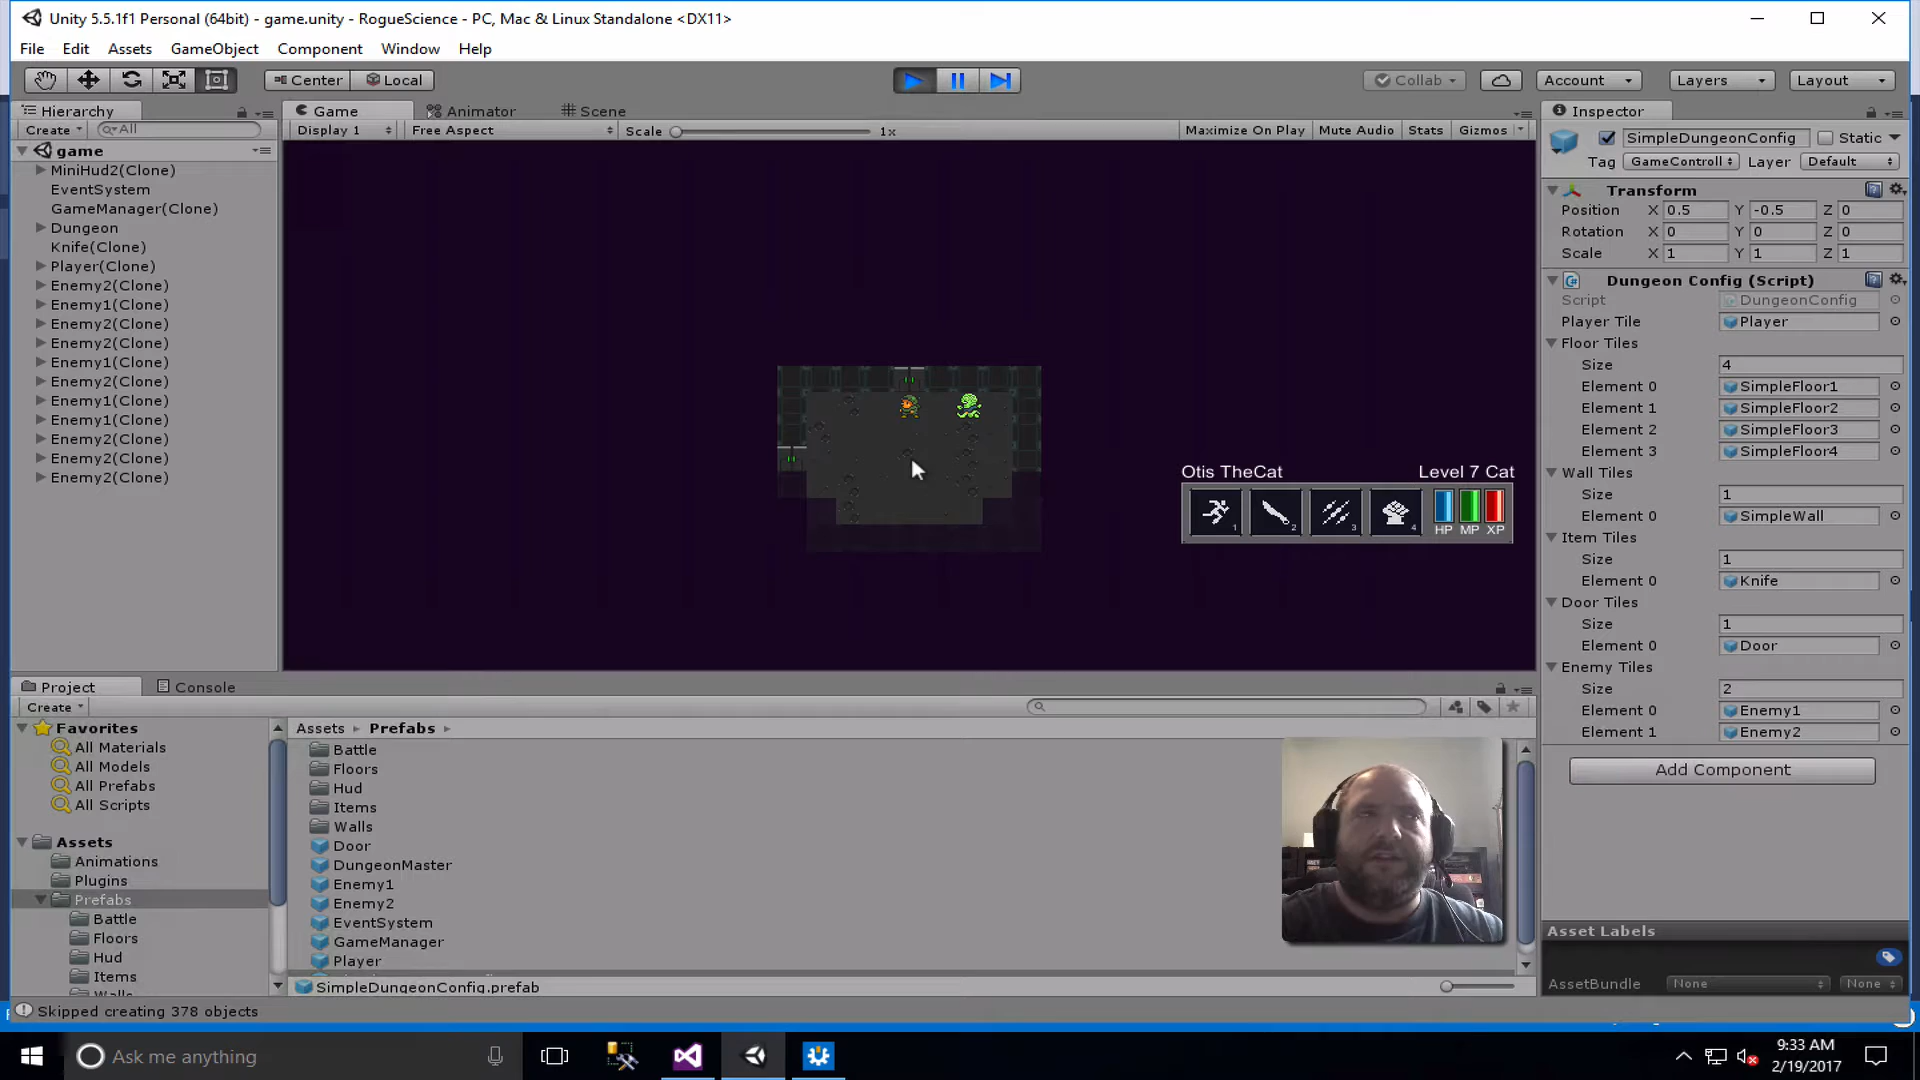 Unity 5.5.1f1 Personal (64bit) - game.unity - RogueScience - PC, Mac & Linux Standalone <DX11>
File Edit Assets GameObject Component Window Help
Center Local Collab Account Layers Layout
Hierarchy
Create All
game
MiniHud2(Clone)
EventSystem
GameManager(Clone)
Dungeon
Knife(Clone)
Player(Clone)
Enemy2(Clone)
Enemy1(Clone)
Enemy2(Clone)
Enemy2(Clone)
Enemy1(Clone)
Enemy2(Clone)
Enemy1(Clone)
Enemy1(Clone)
Enemy2(Clone)
Enemy2(Clone)
Enemy2(Clone)
Game Animator Scene
Display 1 Free Aspect Scale 1x Maximize On Play Mute Audio Stats Gizmos
Otis TheCat Level 7 Cat
1 2 3 4 HP MP XP
Inspector
SimpleDungeonConfig Static
Tag GameControll Layer Default
Transform
Position X 0.5 Y -0.5 Z 0
Rotation X 0 Y 0 Z 0
Scale X 1 Y 1 Z 1
Dungeon Config (Script)
Script DungeonConfig
Player Tile Player
Floor Tiles
Size 4
Element 0 SimpleFloor1
Element 1 SimpleFloor2
Element 2 SimpleFloor3
Element 3 SimpleFloor4
Wall Tiles
Size 1
Element 0 SimpleWall
Item Tiles
Size 1
Element 0 Knife
Door Tiles
Size 1
Element 0 Door
Enemy Tiles
Size 2
Element 0 Enemy1
Element 1 Enemy2
Add Component
Asset Labels
AssetBundle None None
Project Console
Create
Favorites
All Materials
All Models
All Prefabs
All Scripts
Assets
Animations
Plugins
Prefabs
Battle
Floors
Hud
Items
Walls
Assets Prefabs
Battle
Floors
Hud
Items
Walls
Door
DungeonMaster
Enemy1
Enemy2
EventSystem
GameManager
Player
SimpleDungeonConfig.prefab
Skipped creating 378 objects
Ask me anything
9:33 AM
2/19/2017